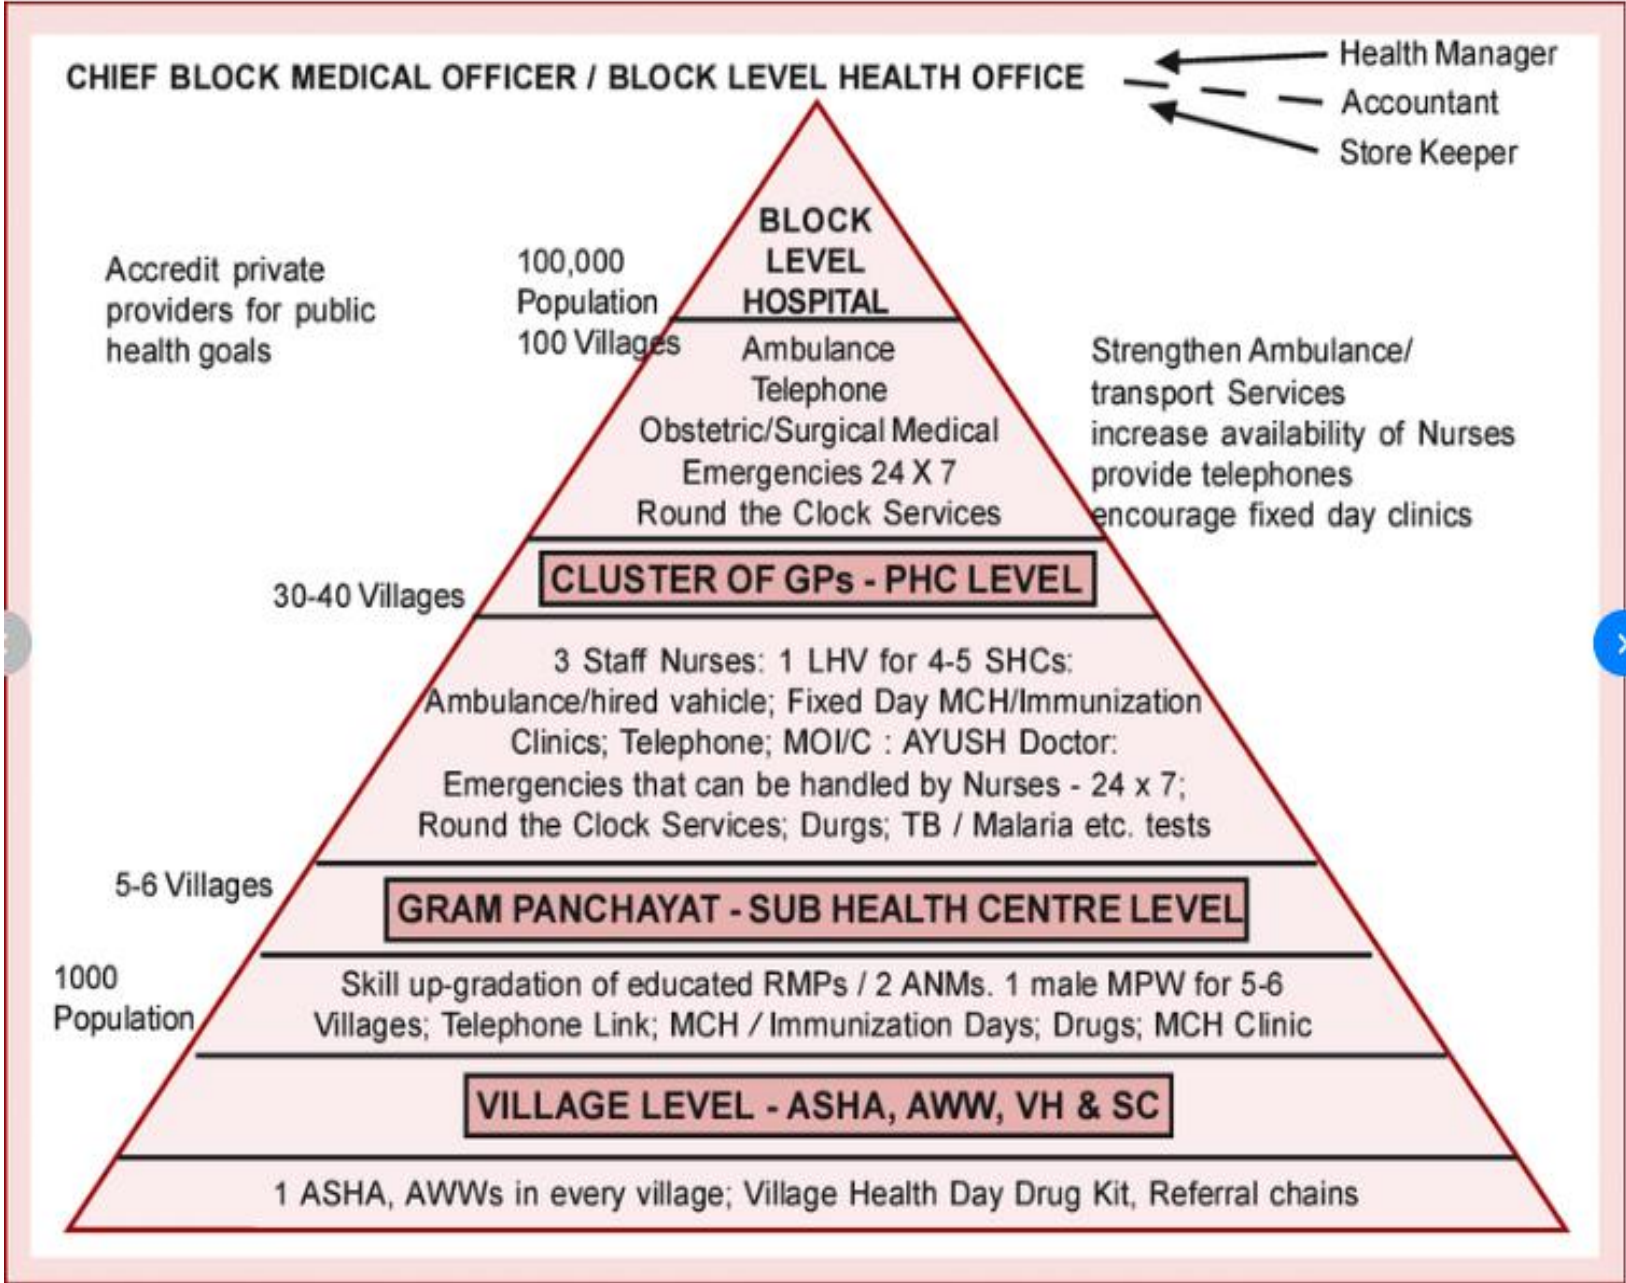 CHIEF BLOCK MEDICAL OFFICER / BLOCK LEVEL HEALTH OFFICE
Health Manager
Accountant
Store Keeper
BLOCK
LEVEL
HOSPITAL
Accredit private
providers for public
health goals
100,000
Population
100 Villages
Ambulance
Telephone
Obstetric/Surgical Medical
Emergencies 24 X 7
Round the Clock Services
Strengthen Ambulance/
transport Services
increase availability of Nurses
provide telephones
encourage fixed day clinics
30-40 Villages
CLUSTER OF GPs - PHC LEVEL
3 Staff Nurses: 1 LHV for 4-5 SHCs:
Ambulance/hired vahicle; Fixed Day MCH/Immunization
Clinics; Telephone; MOI/C : AYUSH Doctor:
Emergencies that can be handled by Nurses - 24 x 7;
Round the Clock Services; Durgs; TB / Malaria etc. tests
5-6 Villages
GRAM PANCHAYAT - SUB HEALTH CENTRE LEVEL
1000
Population
Skill up-gradation of educated RMPs / 2 ANMs. 1 male MPW for 5-6
Villages; Telephone Link; MCH / Immunization Days; Drugs; MCH Clinic
VILLAGE LEVEL - ASHA, AWW, VH & SC
1 ASHA, AWWs in every village; Village Health Day Drug Kit, Referral chains